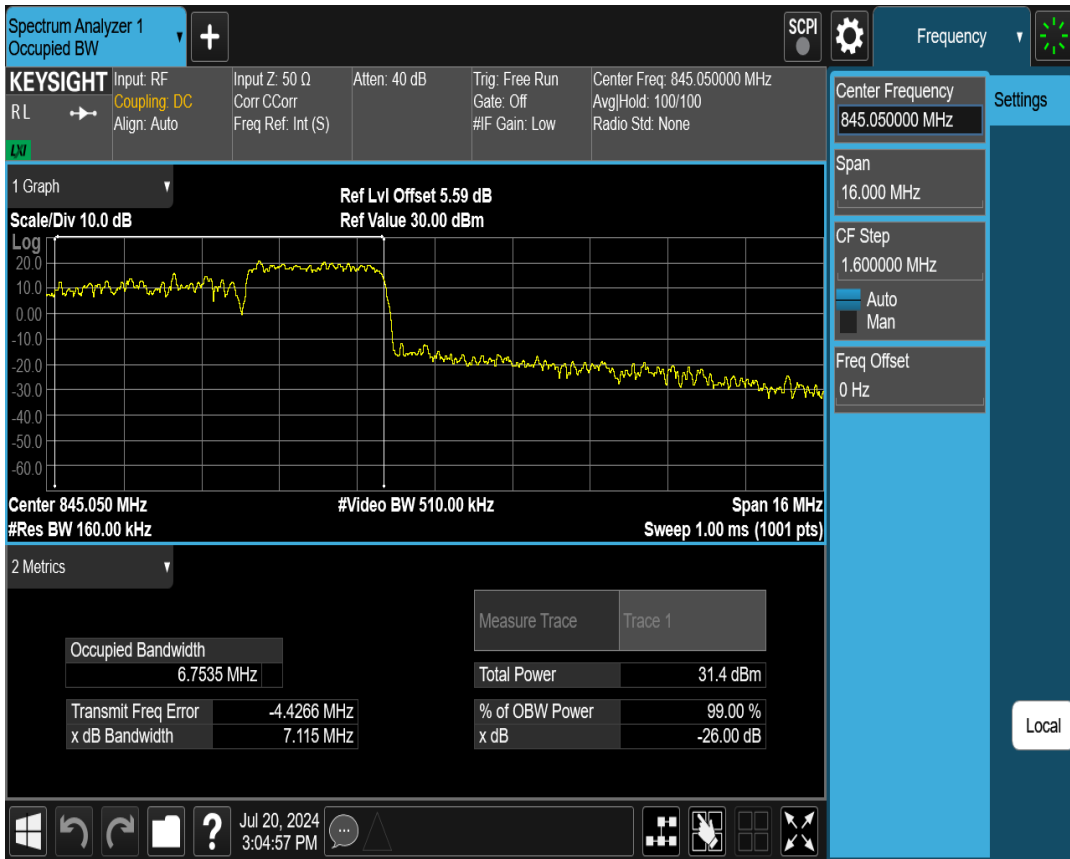 Spectrum Analyzer 1
Occupied BW
+
SCPI
Frequency
KEYSIGHT
RL
LXI
Input: RF
Coupling: DC
Align: Auto
Input Z: 50 Ω
Corr CCorr
Freq Ref: Int (S)
Atten: 40 dB
Trig: Free Run
Gate: Off
#IF Gain: Low
Center Freq: 845.050000 MHz
Avg|Hold: 100/100
Radio Std: None
Center Frequency
845.050000 MHz
Settings
Span
16.000 MHz
CF Step
1.600000 MHz
Auto
Man
Freq Offset
0 Hz
Local
1 Graph
Ref Lvl Offset 5.59 dB
Scale/Div 10.0 dB
Ref Value 30.00 dBm
Log
20.0
10.0
0.00
-10.0
-20.0
-30.0
-40.0
-50.0
-60.0
Center 845.050 MHz
#Video BW 510.00 kHz
Span 16 MHz
#Res BW 160.00 kHz
Sweep 1.00 ms (1001 pts)
2 Metrics
Measure Trace
Trace 1
Occupied Bandwidth
6.7535 MHz
Total Power
31.4 dBm
Transmit Freq Error
-4.4266 MHz
% of OBW Power
99.00 %
x dB Bandwidth
7.115 MHz
x dB
-26.00 dB
?
Jul 20, 2024
3:04:57 PM